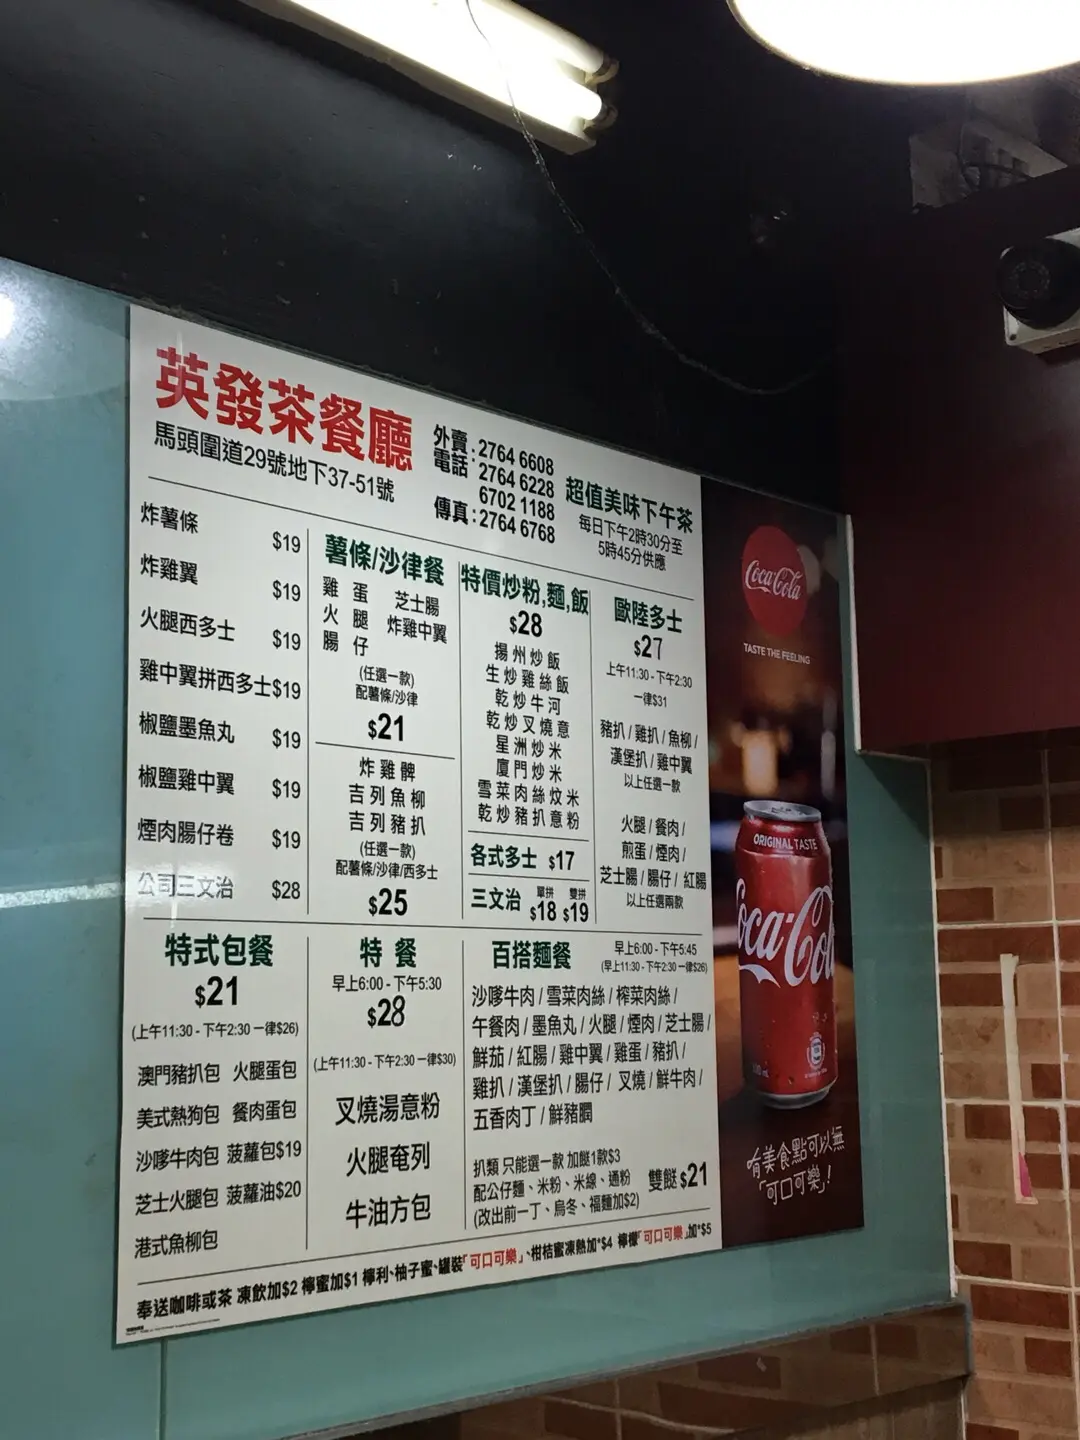 英發茶餐廳
馬頭圍道29號地下37-51號
外賣電話:2764 6608
2764 6228
6702 1188
傳真:2764 6768
超值美味下午茶
每日下午2時30分至
5時45分供應
炸薯條 $19
炸雞翼 $19
火腿西多士 $19
雞中翼拼西多士$19
椒鹽墨魚丸 $19
椒鹽雞中翼 $19
煙肉腸仔卷 $19
公司三文治 $28
薯條/沙律餐
雞蛋 芝士腸
火腿 炸雞中翼
腸仔
(任選一款)
配薯條/沙律
$21
炸雞髀
吉列魚柳
吉列豬扒
(任選一款)
配薯條/沙律/西多士
$25
特價炒粉,麵,飯
$28
揚州炒飯
生炒雞絲飯
乾炒牛河
乾炒叉燒意
星洲炒米
廈門炒米
雪菜肉絲炆米
乾炒豬扒意粉
各式多士 $17
三文治 單拼 $18 雙拼 $19
歐陸多士
$27
上午11:30 - 下午2:30
一律$31
豬扒 / 雞扒 / 魚柳 /
漢堡扒 / 雞中翼
以上任選一款
火腿 / 餐肉 /
煎蛋 / 煙肉 /
芝士腸 / 腸仔 / 紅腸
以上任選兩款
特式包餐
$21
(上午11:30 - 下午2:30 一律$26)
澳門豬扒包 火腿蛋包
美式熱狗包 餐肉蛋包
沙嗲牛肉包 菠蘿包$19
芝士火腿包 菠蘿油$20
港式魚柳包
特餐
早上6:00 - 下午5:30
$28
(上午11:30 - 下午2:30 一律$30)
叉燒湯意粉
火腿奄列
牛油方包
百搭麵餐
早上6:00 - 下午5:45
(早上11:30 - 下午2:30 一律$26)
沙嗲牛肉 / 雪菜肉絲 / 榨菜肉絲 /
午餐肉 / 墨魚丸 / 火腿 / 煙肉 / 芝士腸 /
鮮茄 / 紅腸 / 雞中翼 / 雞蛋 / 豬扒 /
雞扒 / 漢堡扒 / 腸仔 / 叉燒 / 鮮牛肉 /
五香肉丁 / 鮮豬膶
扒類 只能選一款 加餸1款$3
配公仔麵、米粉、米線、通粉
(改出前一丁、烏冬、福麵加$2)
雙餸 $21
奉送咖啡或茶 凍飲加$2 檸蜜加$1 檸利、柚子蜜、罐裝「可口可樂」、柑桔蜜凍熱加*$4 檸檬「可口可樂」加*$5
Coca-Cola
TASTE THE FEELING
ORIGINAL TASTE
Coca-Cola
有美食點可以無
「可口可樂」!